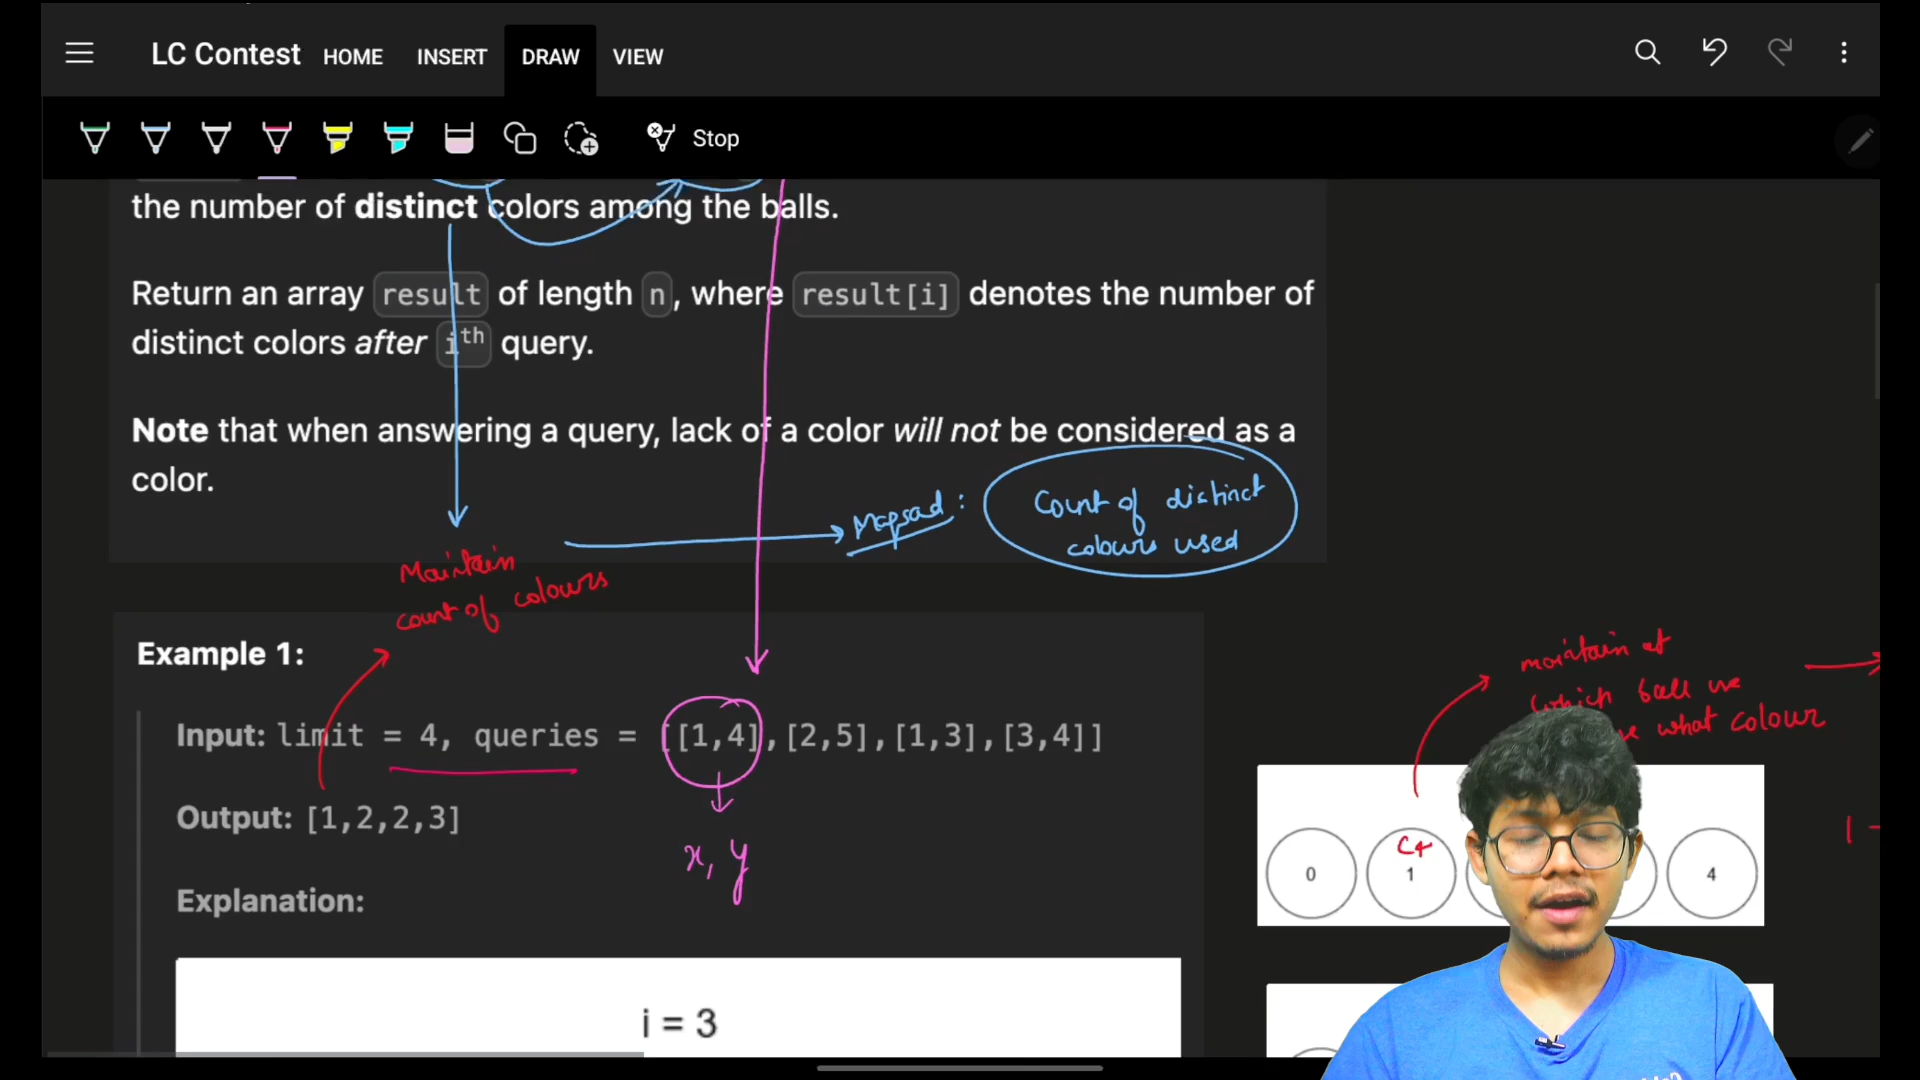 LC Contest HOME INSERT DRAW VIEW
Stop
the number of distinct colors among the balls.
Return an array result of length n, where result[i] denotes the number of
distinct colors after ith query.
Note that when answering a query, lack of a color will not be considered as a
color.
Count of distinct
colours used
Maintain
count of colours
Example 1:
Input: limit = 4, queries = [[1,4],[2,5],[1,3],[3,4]]
Output: [1,2,2,3]
x, y
Explanation:
i = 3
maintain at
which ball we
what colour
C4
0 1 4
1